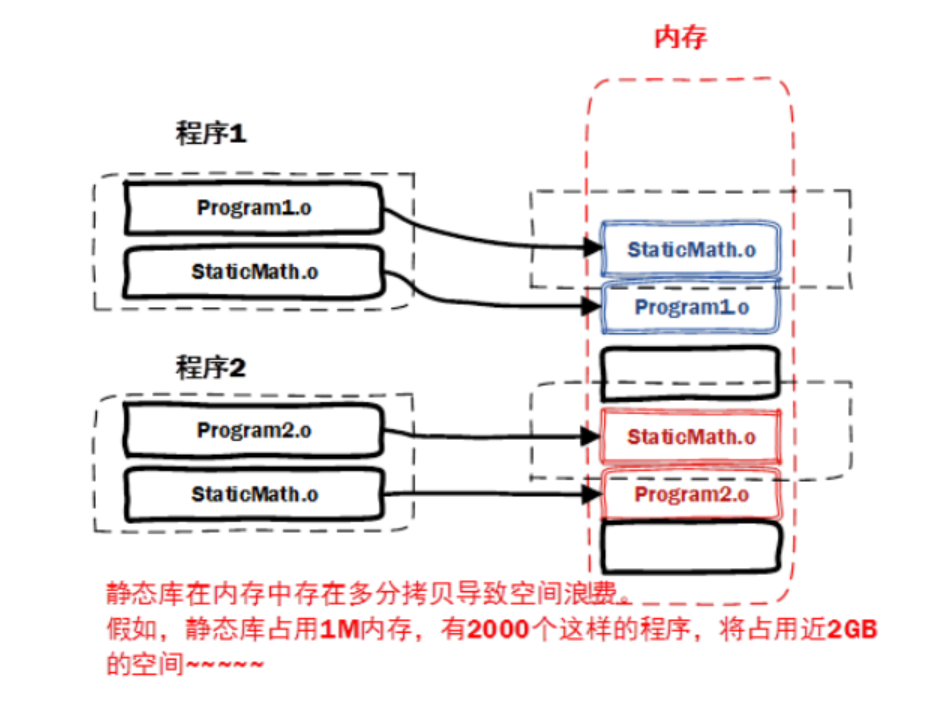 内存
程序1
Program1.o
StaticMath.o
StaticMath.o
Program1.o
程序2
Program2.o
StaticMath.o
StaticMath.o
Program2.o
静态库在内存中存在多分拷贝导致空间浪费。
假如，静态库占用1M内存，有2000个这样的程序，将占用近2GB
的空间~~~~~